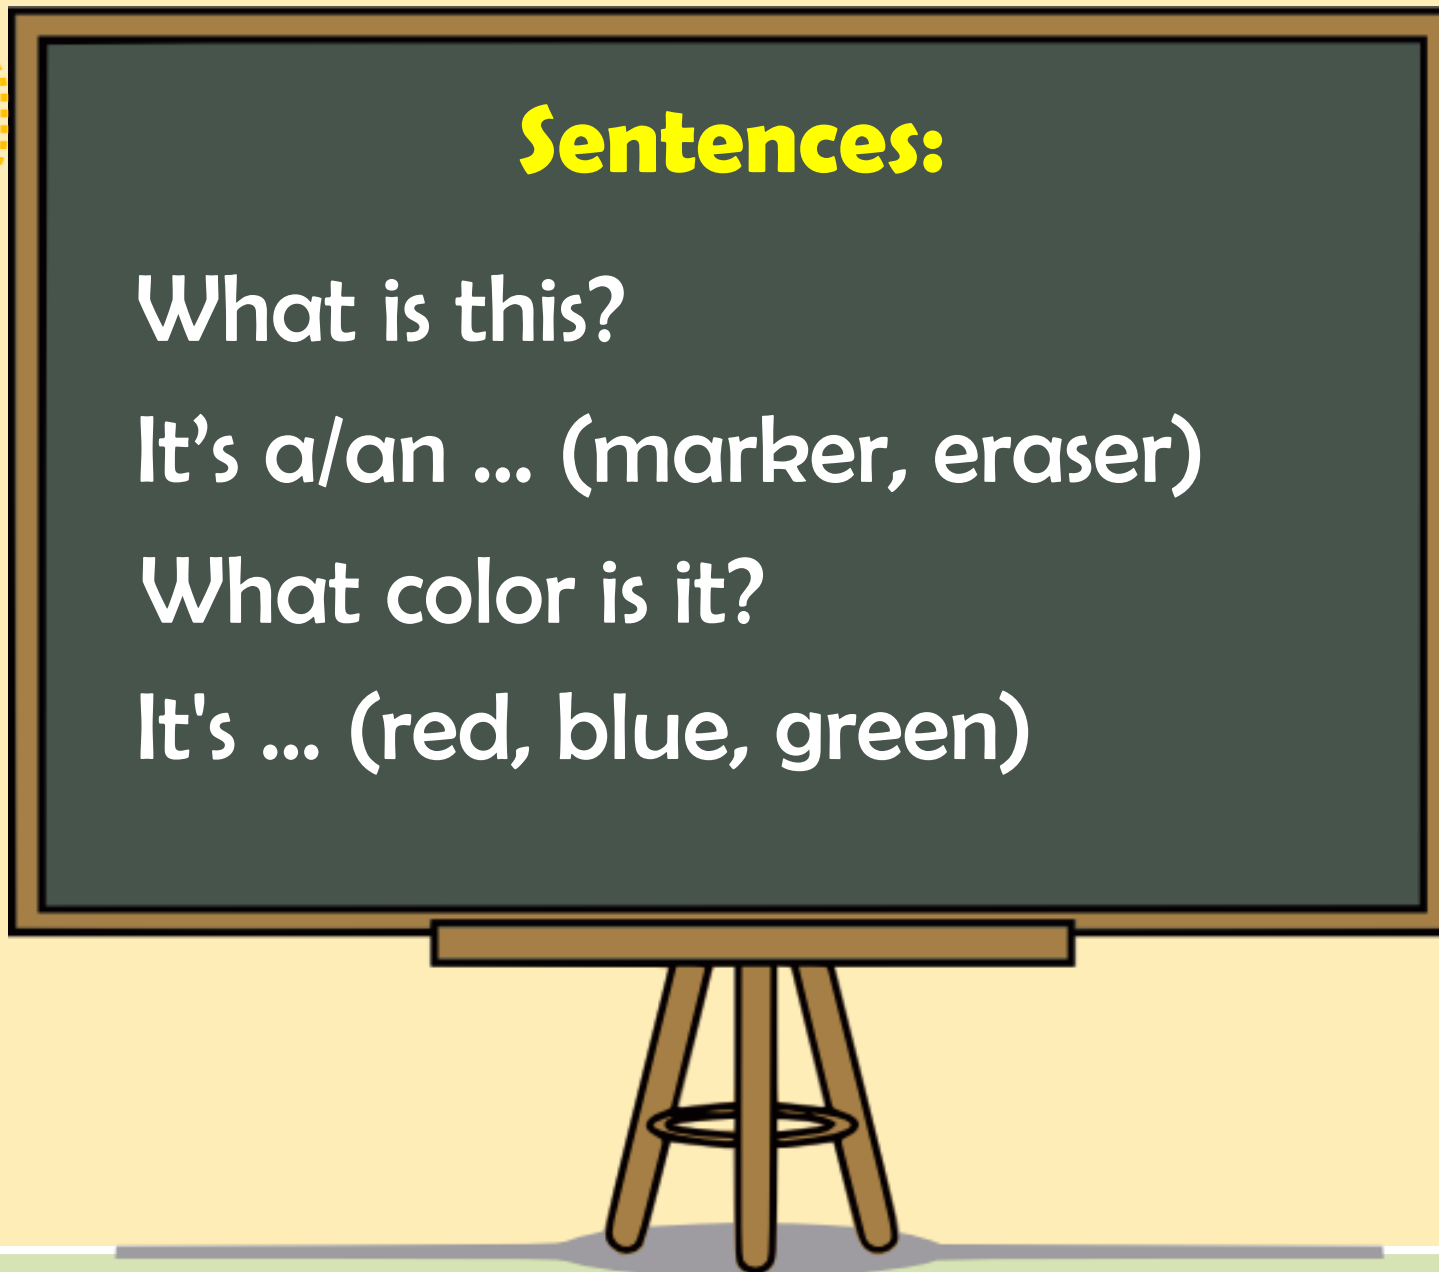 Sentences:
What is this?
It’s a/an ... (marker, eraser)
What color is it?
It's ... (red, blue, green)